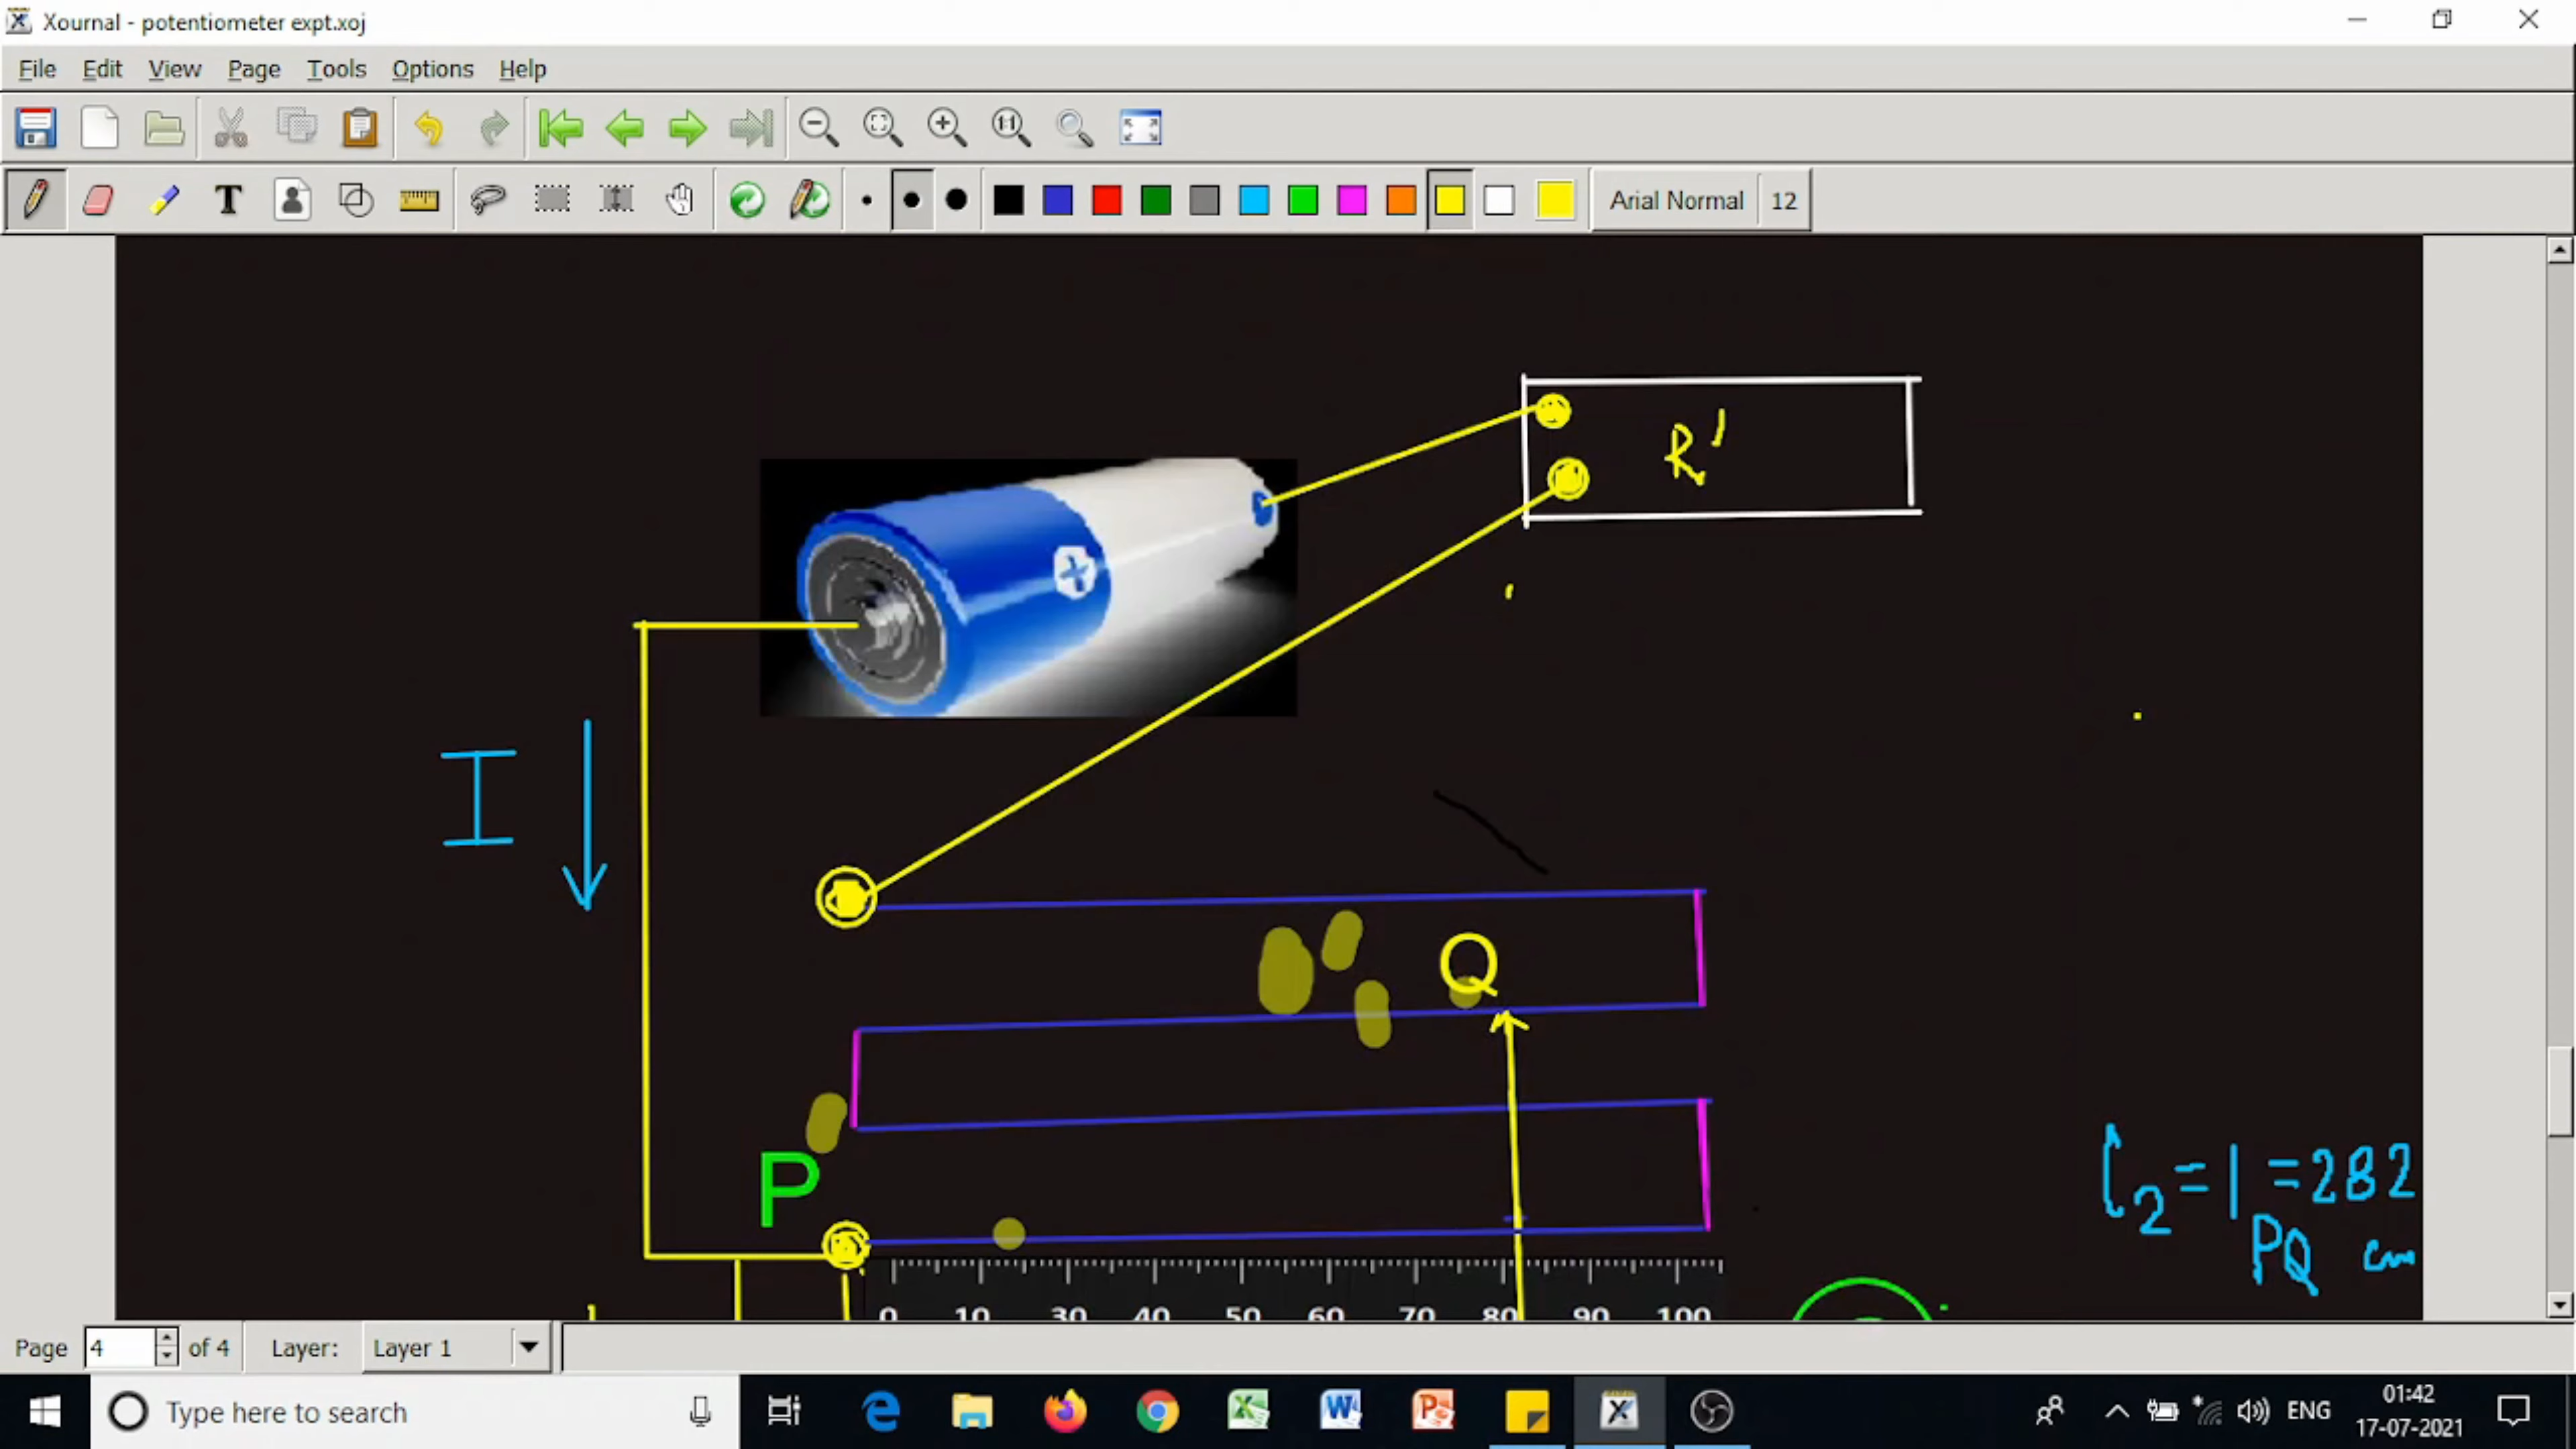 Xournal - potentiometer expt.xoj
File Edit View Page Tools Options Help
Arial Normal 12
R'
I
Q
P
l2 = l = 282
PQ cm
0 10 30 40 50 60 70 80 90 100
Page 4 of 4 Layer: Layer 1
Type here to search
ENG
01:42
17-07-2021